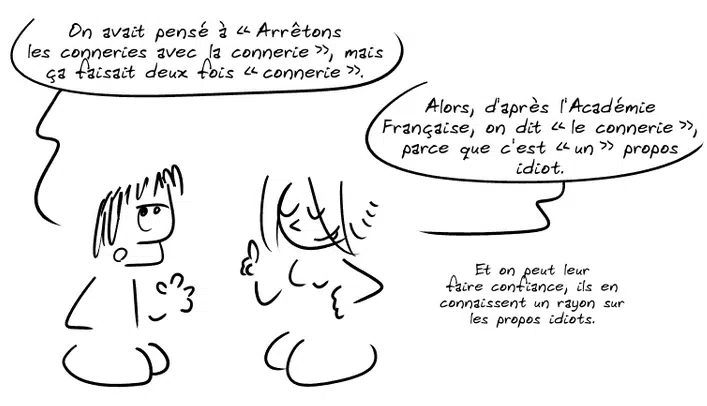 On avait pensé à « Arrêtons
les conneries avec la connerie », mais
ça faisait deux fois « connerie ».
Alors, d'après l'Académie
Française, on dit « le connerie »,
parce que c'est « un » propos
idiot.
Et on peut leur
faire confiance, ils en
connaissent un rayon sur
les propos idiots.